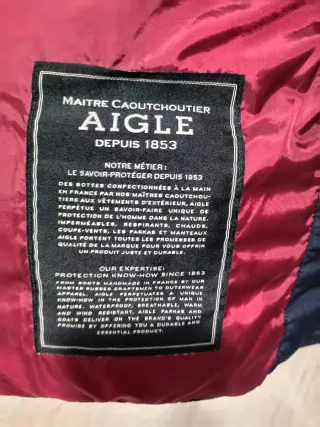 MAITRE CAOUTCHOUTIER
AIGLE
DEPUIS 1853
NOTRE MÉTIER :
LE SAVOIR-PROTÉGER DEPUIS 1853
DES BOTTES CONFECTIONNÉES À LA MAIN
EN FRANCE PAR NOS MAÎTRES CAOUTCHOU-
TIERS AUX VÊTEMENTS D'EXTÉRIEUR, AIGLE
PERPÉTUE UN SAVOIR-FAIRE UNIQUE DE
PROTECTION DE L'HOMME DANS LA NATURE.
IMPERMÉABLES, RESPIRANTS, CHAUDS,
COUPE-VENTS, LES PARKAS ET MANTEAUX
AIGLE PORTENT TOUTES LES PROMESSES DE
QUALITÉ DE LA MARQUE POUR VOUS OFFRIR
UN PRODUIT JUSTE ET DURABLE.
OUR EXPERTISE:
PROTECTION KNOW-HOW SINCE 1853
FROM BOOTS HANDMADE IN FRANCE BY OUR
MASTER RUBBER CRAFTSMEN TO OUTERWEAR
APPAREL, AIGLE PERPETUATES A UNIQUE
KNOW-HOW IN THE PROTECTION OF MAN IN
NATURE. WATERPROOF, BREATHABLE, WARM
AND WIND RESISTANT, AIGLE PARKAS AND
COATS DELIVER ON THE BRAND'S QUALITY
PROMISE BY OFFERING YOU A DURABLE AND
ESSENTIAL PRODUCT.